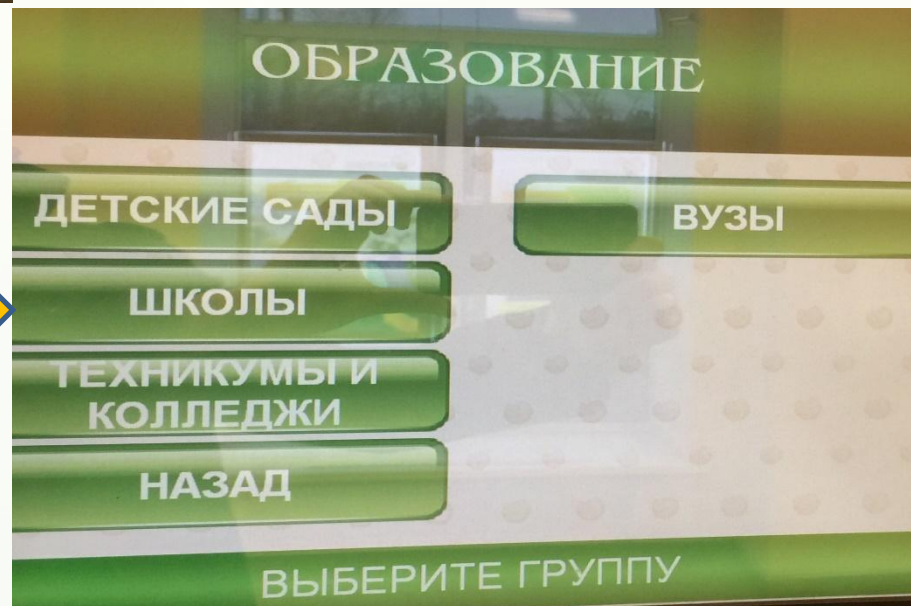 ОБРАЗОВАНИЕ
ДЕТСКИЕ САДЫ
ВУЗЫ
ШКОЛЫ
ТЕХНИКУМЫ И
КОЛЛЕДЖИ
НАЗАД
ВЫБЕРИТЕ ГРУППУ